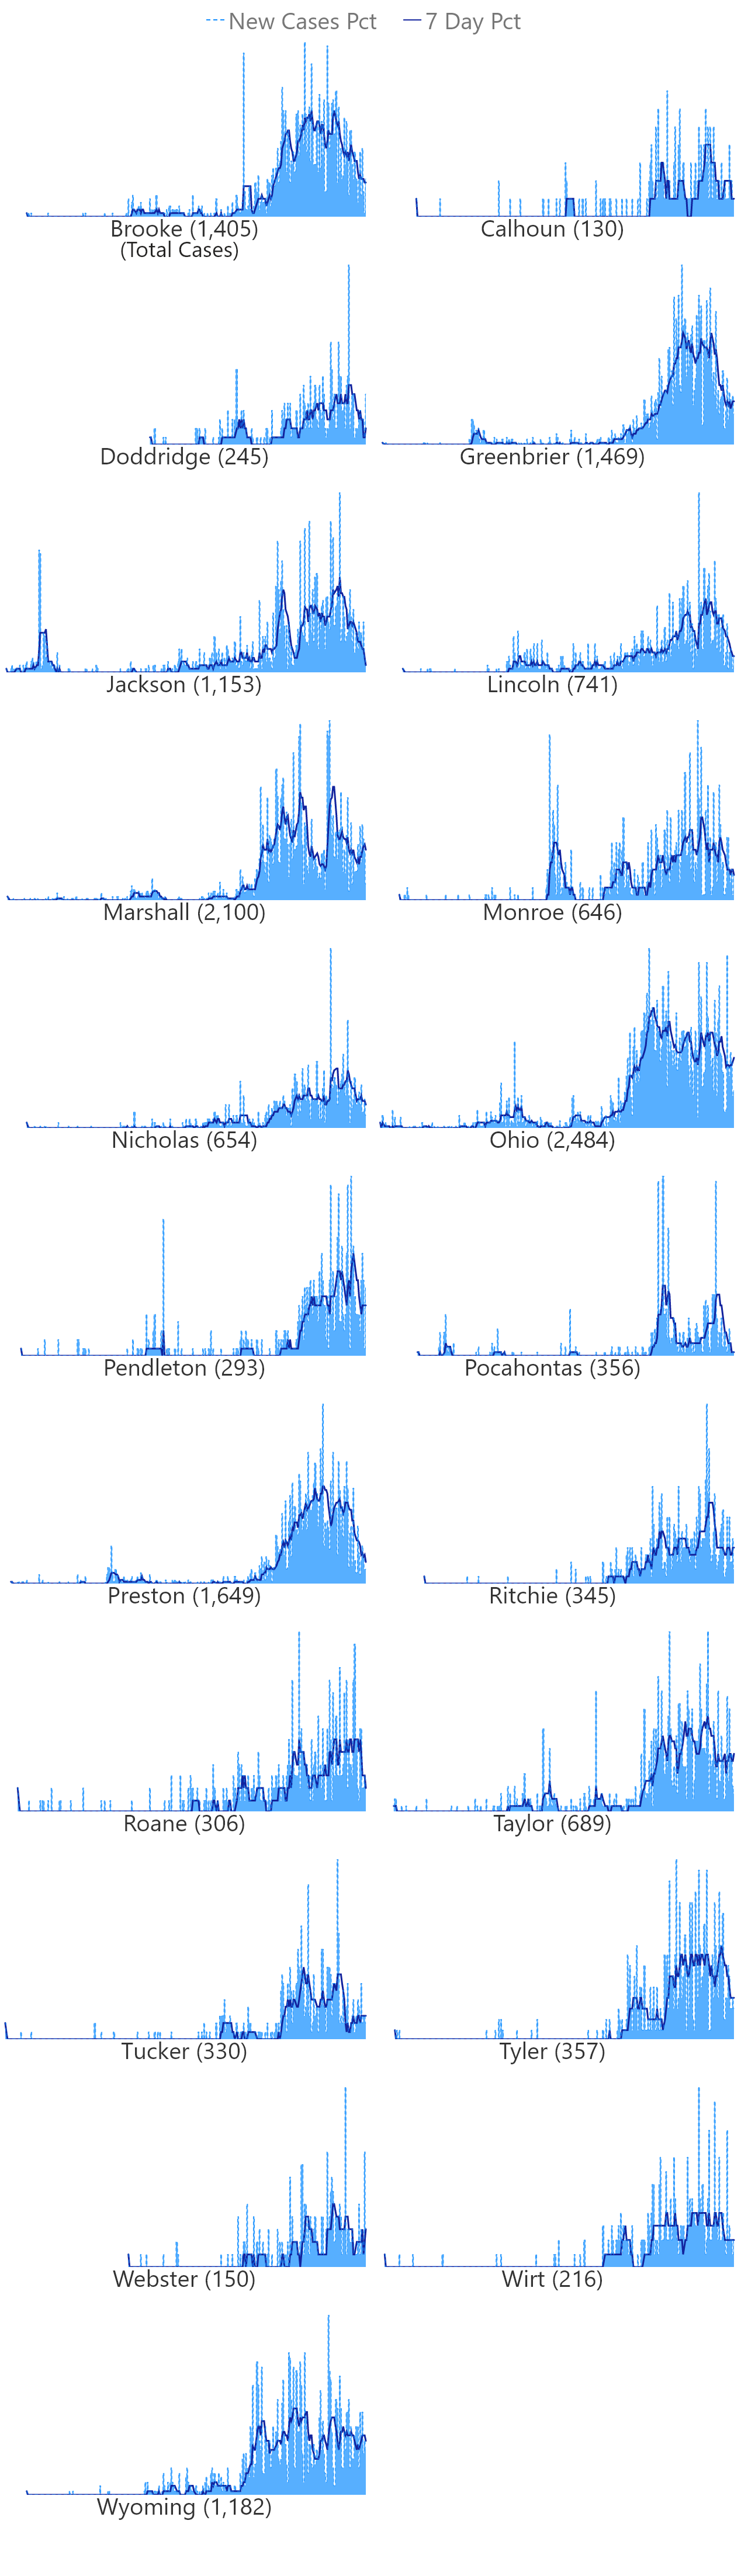 New Cases Pct 7 Day Pct
Brooke (1,405) Calhoun (130)
(Total Cases)
Doddridge (245) Greenbrier (1,469)
Jackson (1,153) Lincoln (741)
Marshall (2,100) Monroe (646)
Nicholas (654) Ohio (2,484)
Pendleton (293) Pocahontas (356)
Preston (1,649) Ritchie (345)
Roane (306) Taylor (689)
Tucker (330) Tyler (357)
Webster (150) Wirt (216)
Wyoming (1,182)